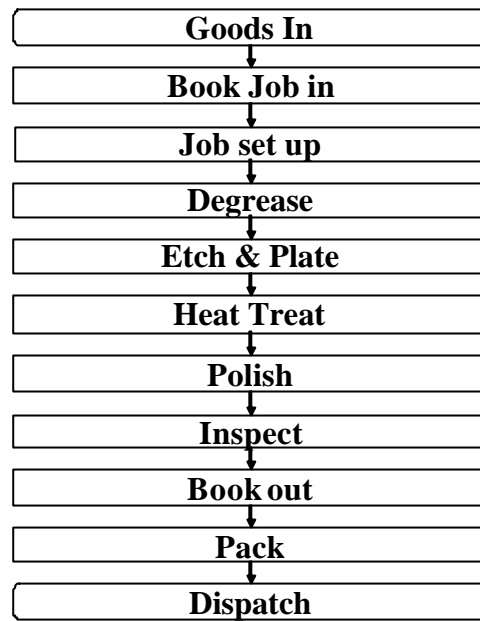 Goods In
Book Job in
Job set up
Degrease
Etch & Plate
Heat Treat
Polish
Inspect
Book out
Pack
Dispatch